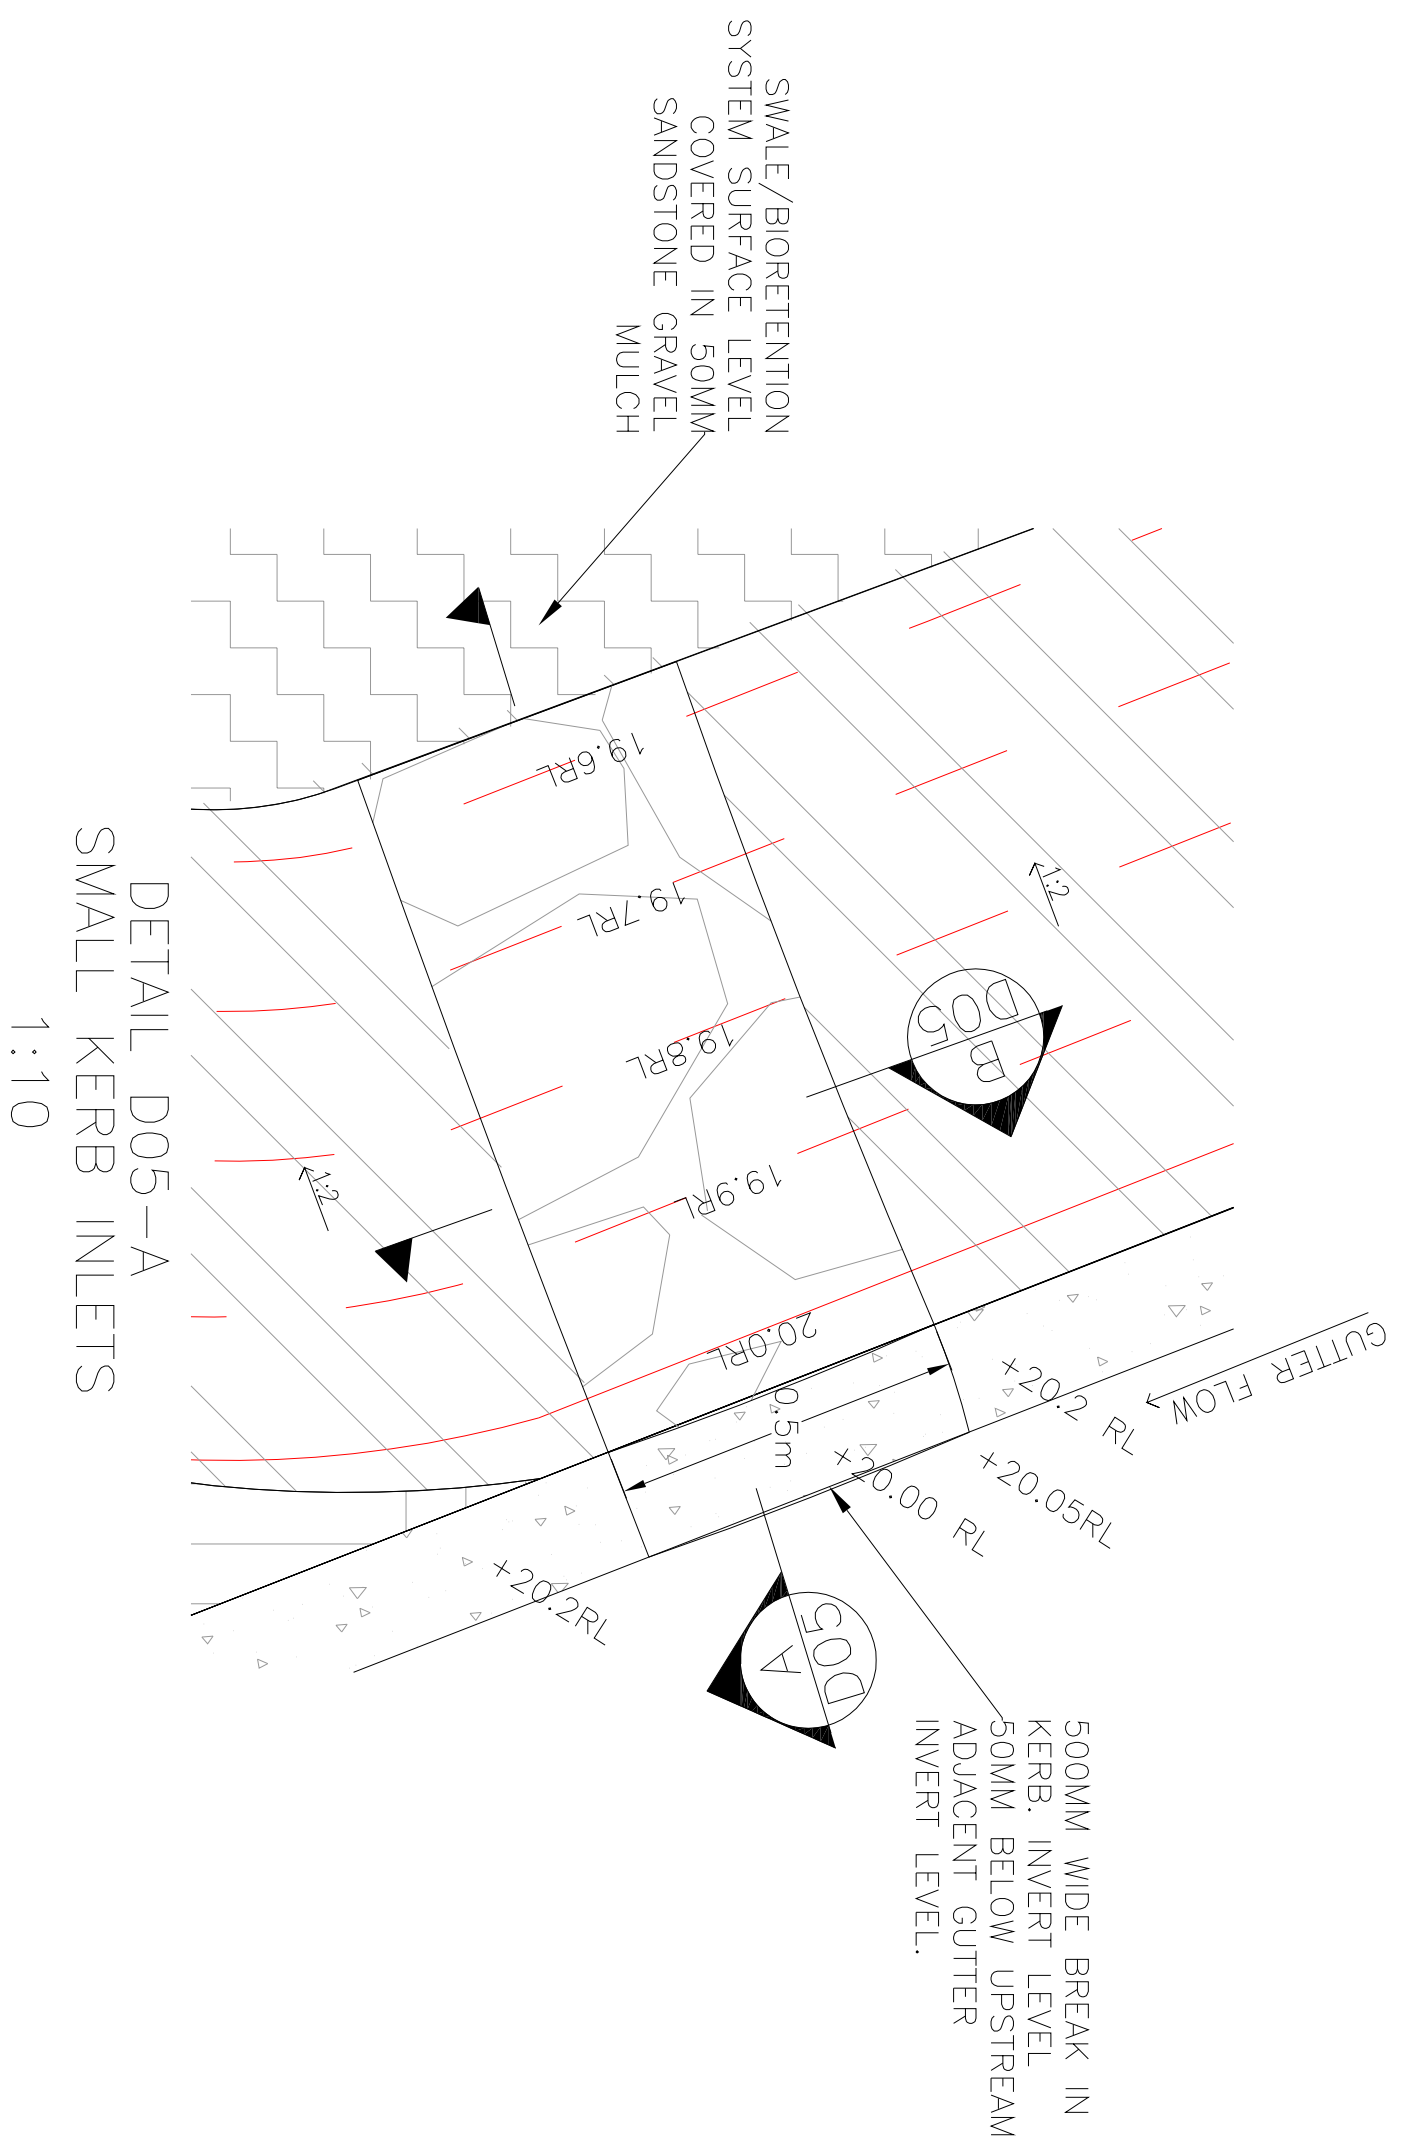 SWALE/BIORETENTION
SYSTEM SURFACE LEVEL
COVERED IN 50MM
SANDSTONE GRAVEL
MULCH
19.6RL
19.7RL
19.8RL
19.9RL
20.0RL
1:2
1:2
B
D05
A
D05
0.5m
GUTTER FLOW
+20.2 RL
+20.05RL
+20.00 RL
+20.2RL
500MM WIDE BREAK IN
KERB. INVERT LEVEL
50MM BELOW UPSTREAM
ADJACENT GUTTER
INVERT LEVEL.
DETAIL D05-A
SMALL KERB INLETS
1:10